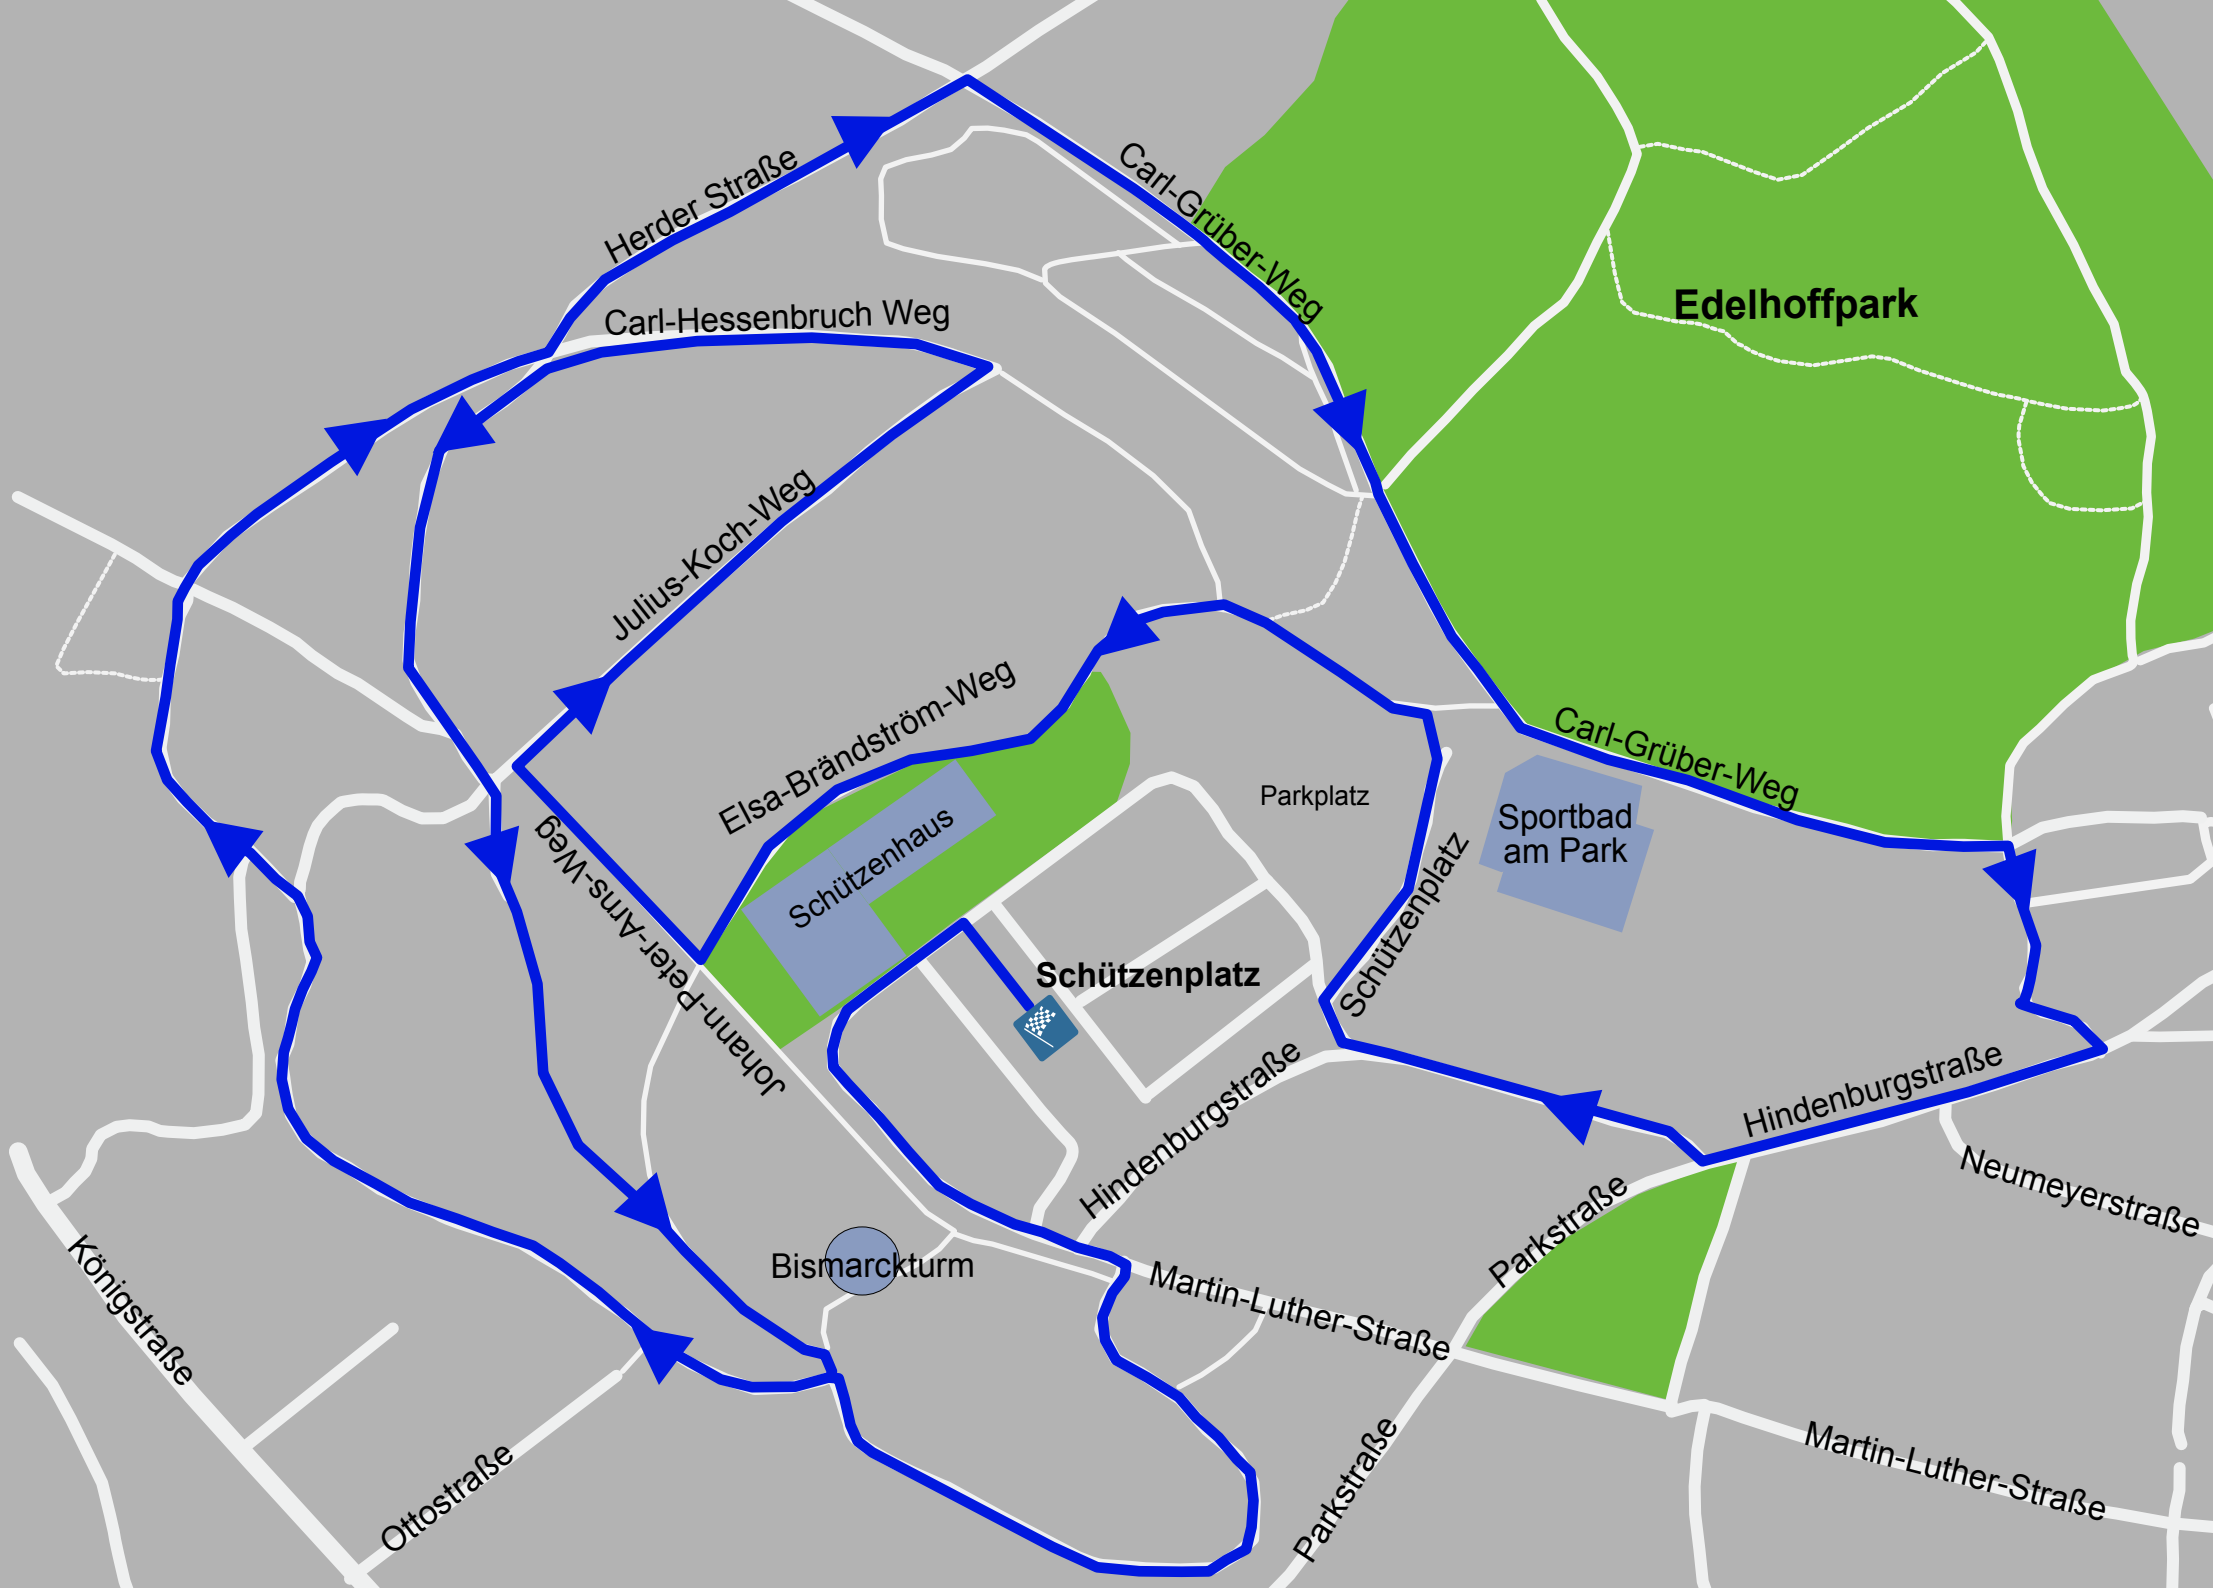 Herder Straße
Carl-Grüber-Weg
Carl-Hessenbruch Weg
Edelhoffpark
Julius-Koch-Weg
Elsa-Brändström-Weg
Carl-Grüber-Weg
Parkplatz
Sportbad
am Park
Schützenhaus
Johann-Peter-Arns-Weg
Schützenplatz
Schützenplatz
Hindenburgstraße
Hindenburgstraße
Neumeyerstraße
Parkstraße
Bismarckturm
Martin-Luther-Straße
Königstraße
Ottostraße
Parkstraße
Martin-Luther-Straße